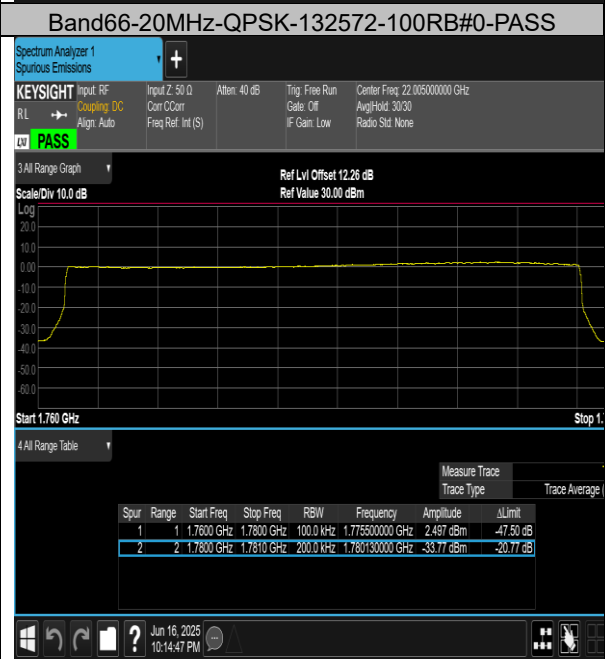 Band66-20MHz-QPSK-132572-100RB#0-PASS
Spectrum Analyzer 1
Spurious Emissions
+
KEYSIGHT Input: RF Input Z: 50 Ω Atten: 40 dB Trig: Free Run Center Freq: 22.005000000 GHz
RL Coupling: DC Corr CCorr Gate: Off Avg|Hold: 30/30
Align: Auto Freq Ref: Int (S) IF Gain: Low Radio Std: None
LXI PASS
3 All Range Graph
Ref Lvl Offset 12.26 dB
Scale/Div 10.0 dB Ref Value 30.00 dBm
Log
20.0
10.0
0.00
-10.0
-20.0
-30.0
-40.0
-50.0
-60.0
Start 1.760 GHz Stop 1.
4 All Range Table
Measure Trace
Trace Type Trace Average (
Spur Range Start Freq Stop Freq RBW Frequency Amplitude ΔLimit
1 1 1.7600 GHz 1.7800 GHz 100.0 kHz 1.775500000 GHz 2.497 dBm -47.50 dB
2 2 1.7800 GHz 1.7810 GHz 200.0 kHz 1.780130000 GHz -33.77 dBm -20.77 dB
? Jun 16, 2025
10:14:47 PM